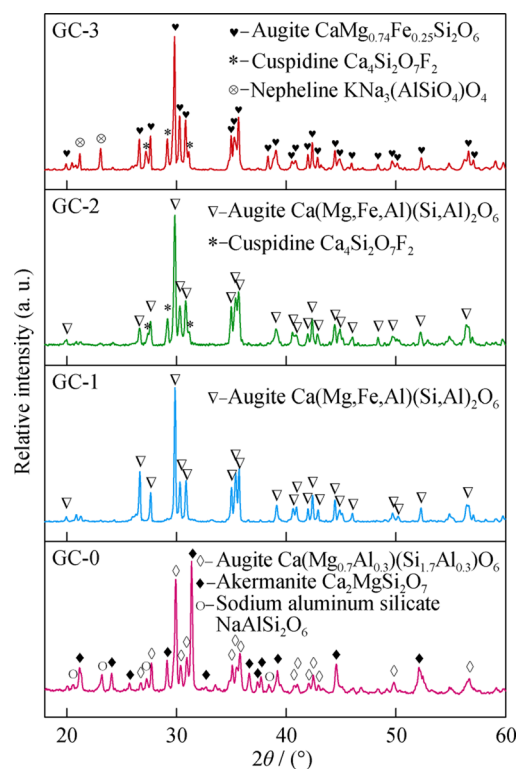 GC-3
♥–Augite CaMg0.74Fe0.25Si2O6
*–Cuspidine Ca4Si2O7F2
⊗–Nepheline KNa3(AlSiO4)O4
GC-2
▽–Augite Ca(Mg,Fe,Al)(Si,Al)2O6
*–Cuspidine Ca4Si2O7F2
GC-1
▽–Augite Ca(Mg,Fe,Al)(Si,Al)2O6
GC-0
◇–Augite Ca(Mg0.7Al0.3)(Si1.7Al0.3)O6
◆–Akermanite Ca2MgSi2O7
○–Sodium aluminum silicate
NaAlSi2O6
Relative intensity (a. u.)
20 30 40 50 60
2θ / (°)